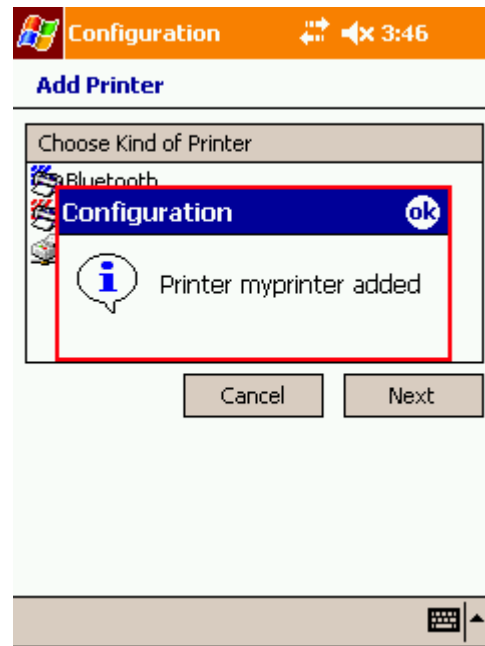 Configuration 3:46
Add Printer
Choose Kind of Printer
Bluetooth
Configuration ok
Printer myprinter added
Cancel Next